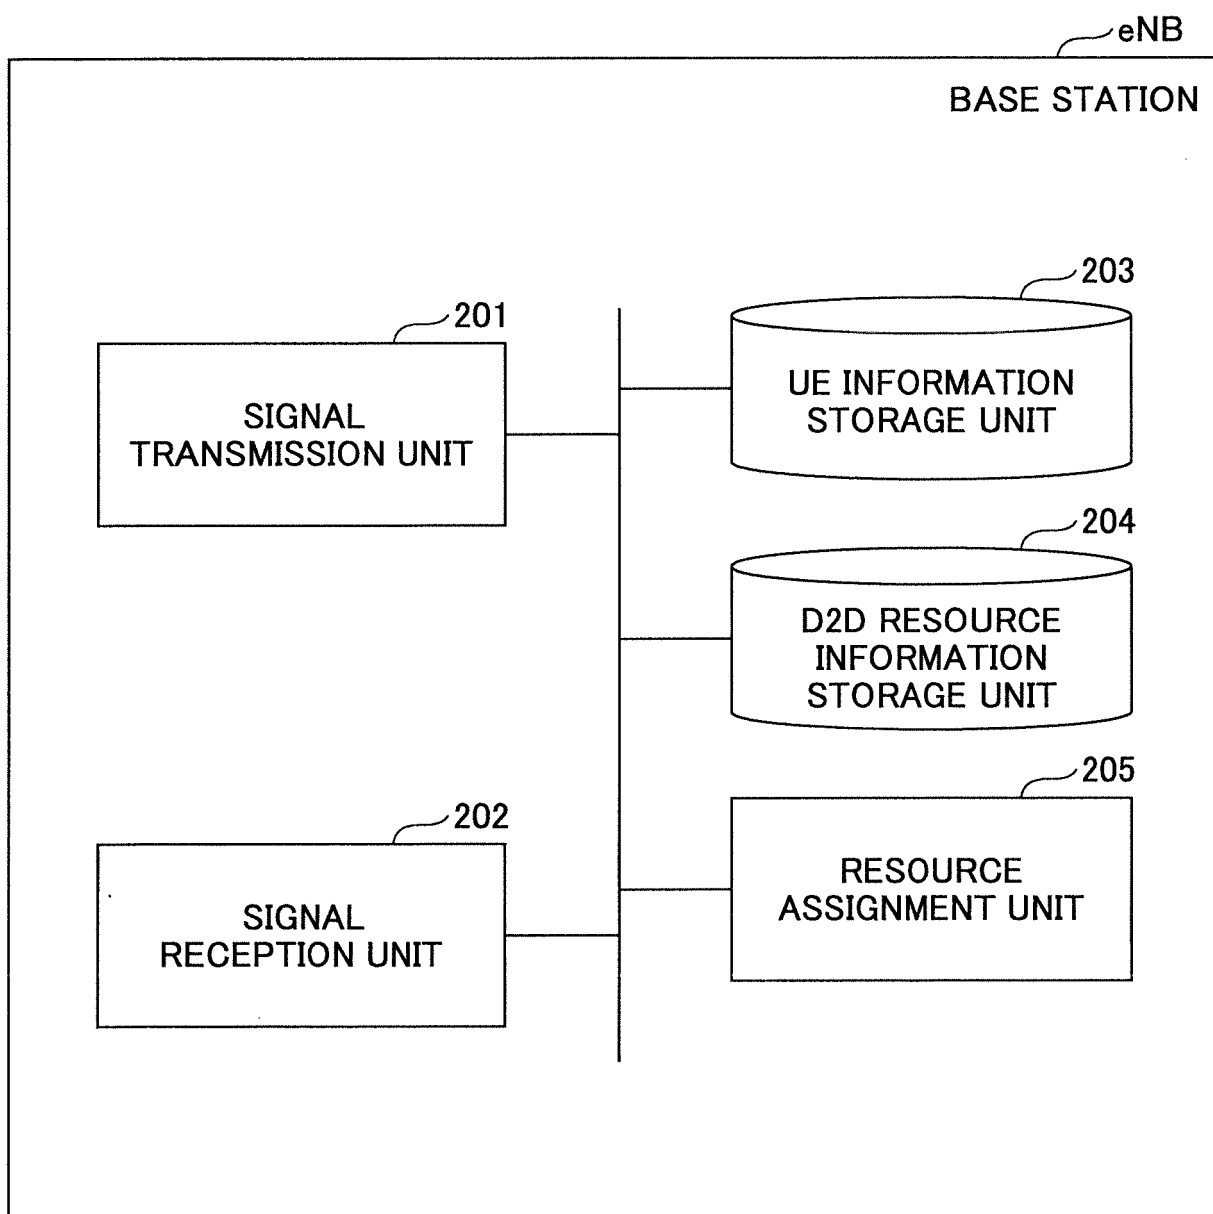 eNB
BASE STATION
203
201
UE INFORMATION
STORAGE UNIT
SIGNAL
TRANSMISSION UNIT
204
D2D RESOURCE
INFORMATION
STORAGE UNIT
205
202
RESOURCE
ASSIGNMENT UNIT
SIGNAL
RECEPTION UNIT